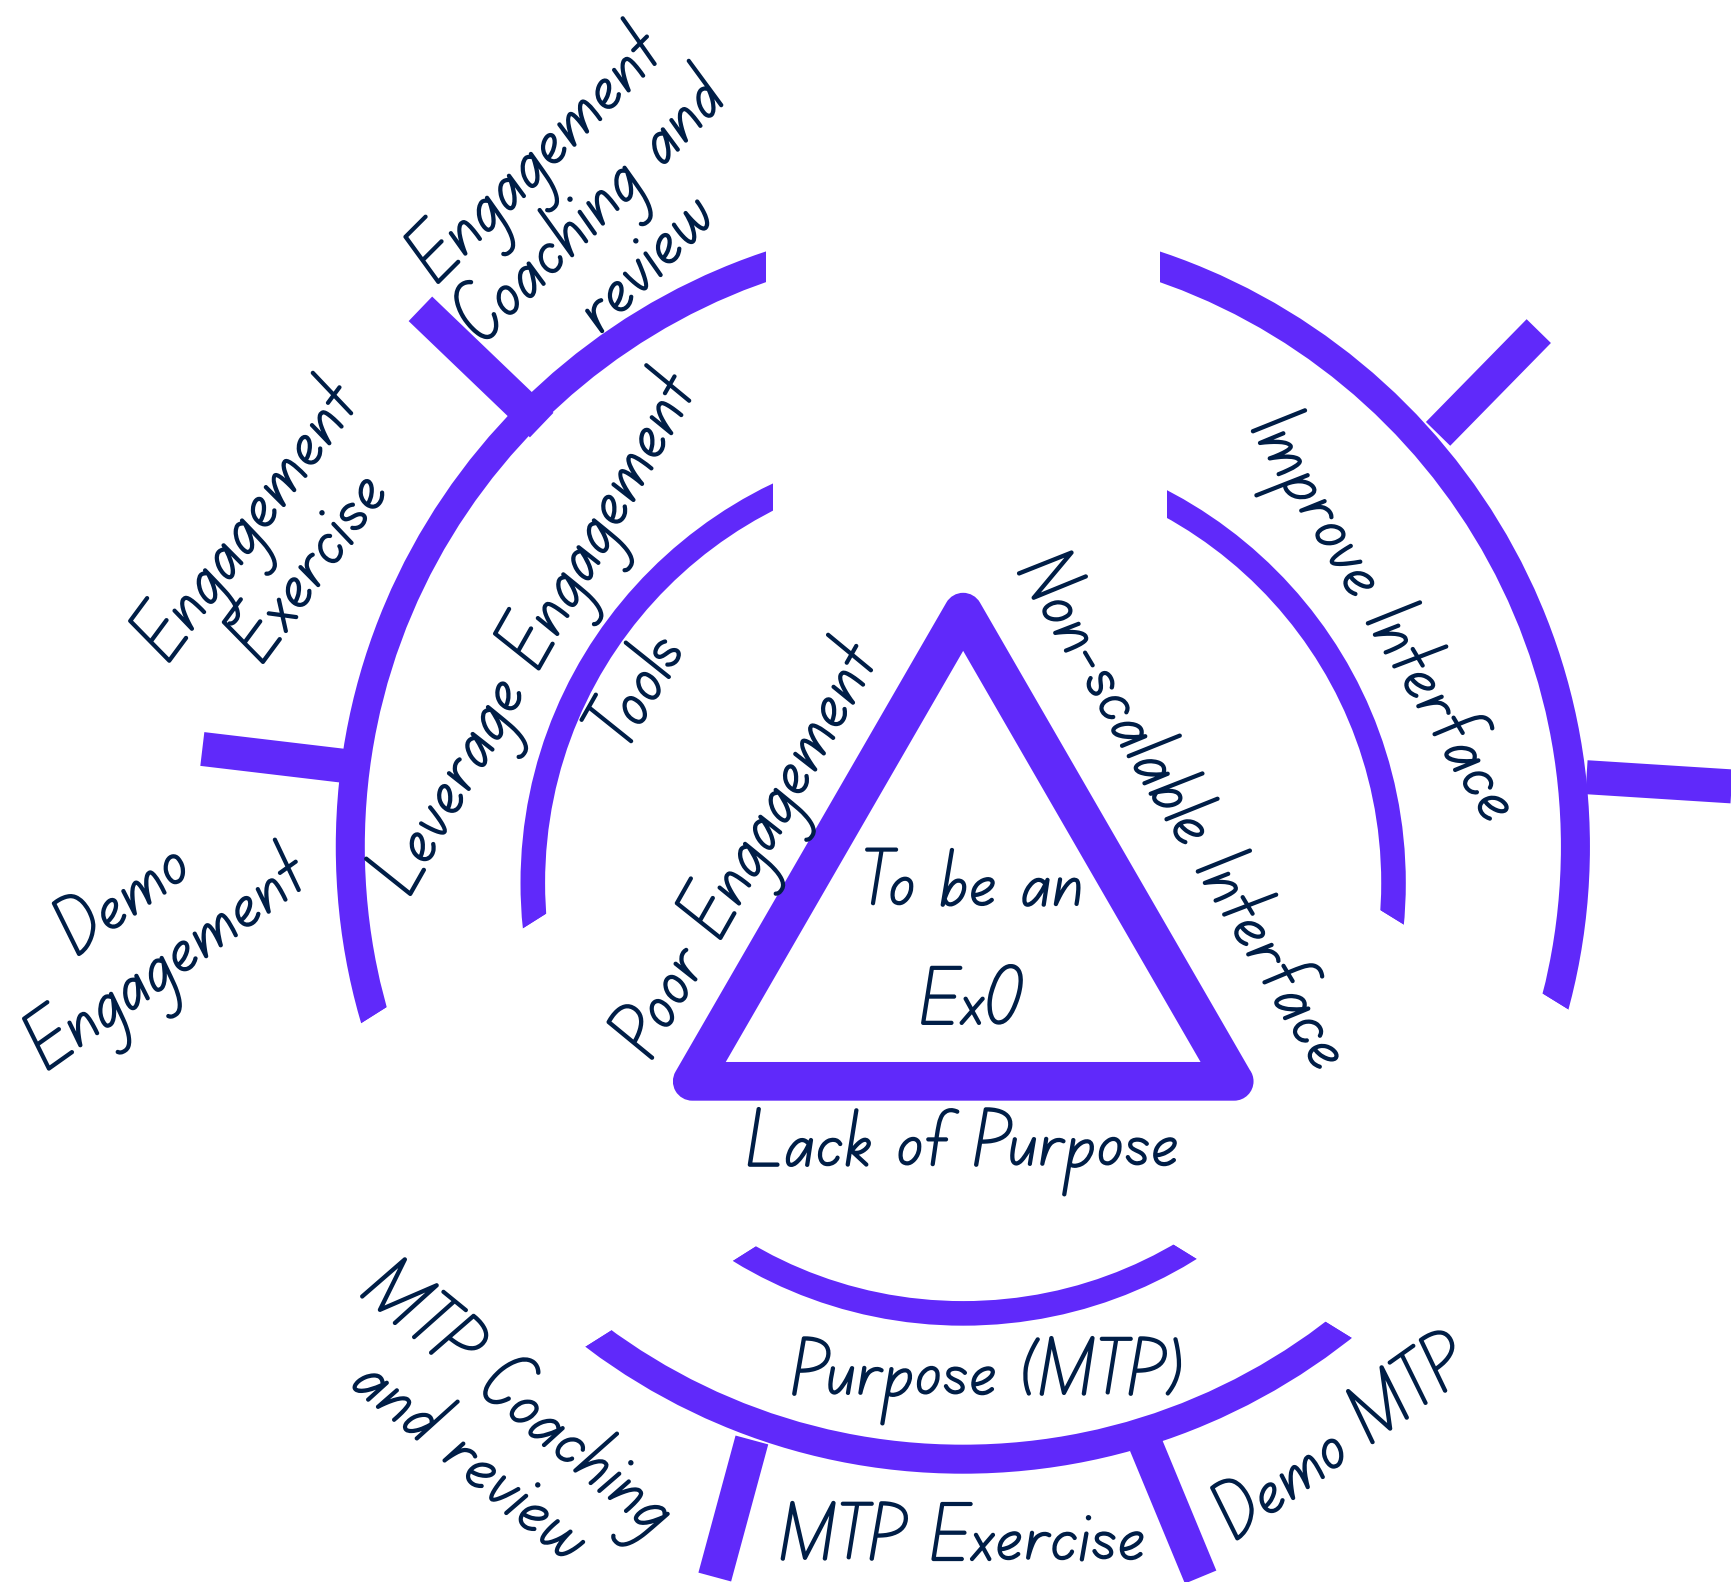 Engagement
Coaching and
review
Engagement
Exercise
Demo
Engagement
Leverage Engagement
Tools
Poor Engagement
Improve Interface
Non-scalable Interface
To be an
ExO
Lack of Purpose
Purpose (MTP)
MTP Coaching
and review
MTP Exercise
Demo MTP